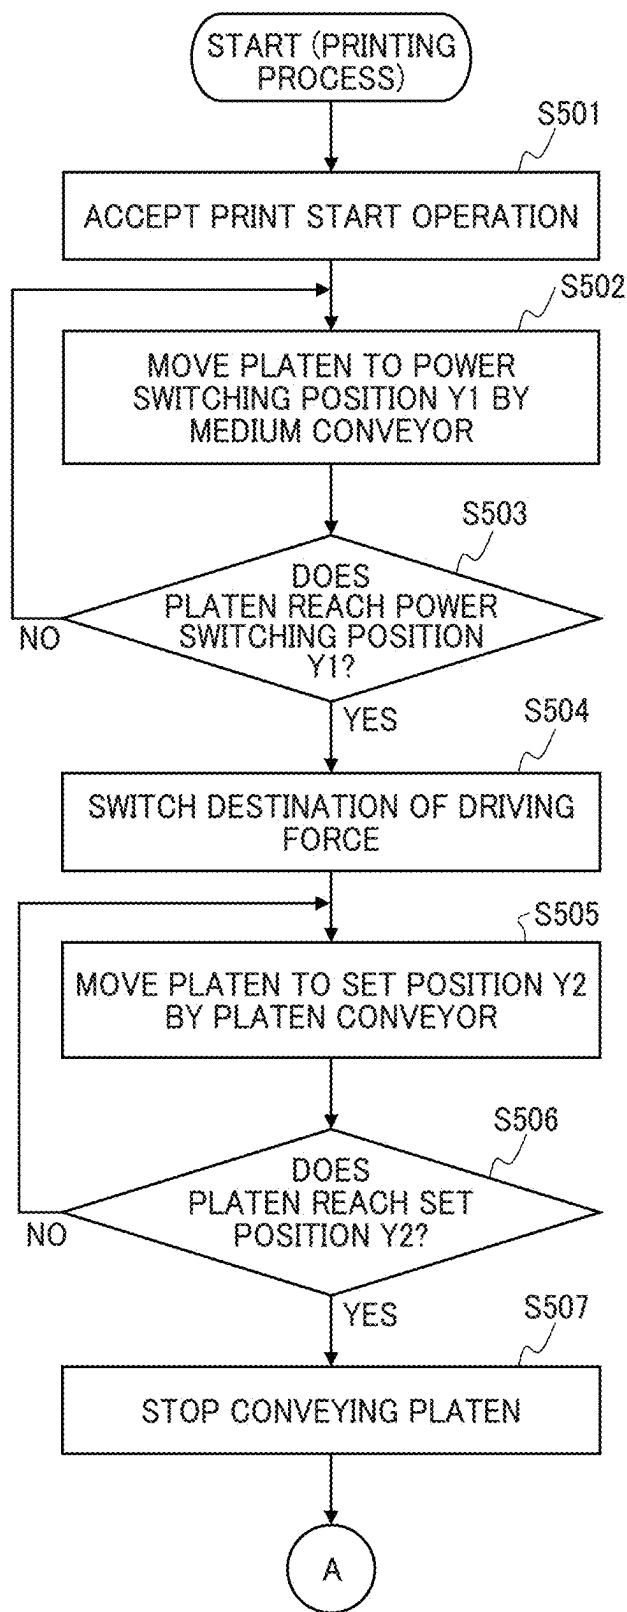 START (PRINTING
PROCESS)
S501
ACCEPT PRINT START OPERATION
S502
MOVE PLATEN TO POWER
SWITCHING POSITION Y1 BY
MEDIUM CONVEYOR
S503
DOES
PLATEN REACH POWER
SWITCHING POSITION
Y1?
NO
YES
S504
SWITCH DESTINATION OF DRIVING
FORCE
S505
MOVE PLATEN TO SET POSITION Y2
BY PLATEN CONVEYOR
S506
DOES
PLATEN REACH SET
POSITION Y2?
NO
YES
S507
STOP CONVEYING PLATEN
A